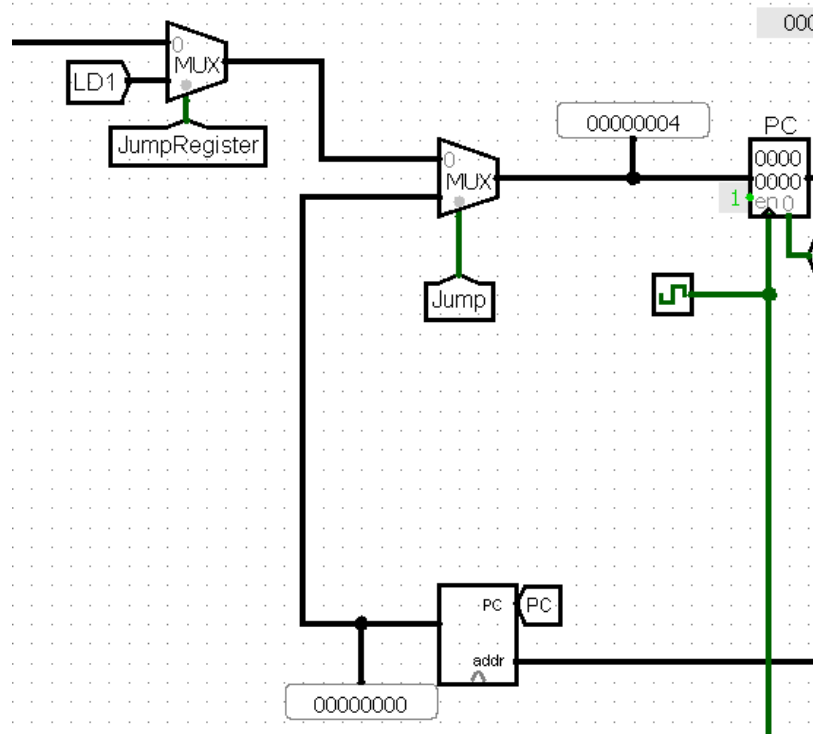 000
0
MUX
LD1
JumpRegister
00000004
PC
0
MUX
0000
0000
1
en 0
Jump
PC
PC
addr
00000000